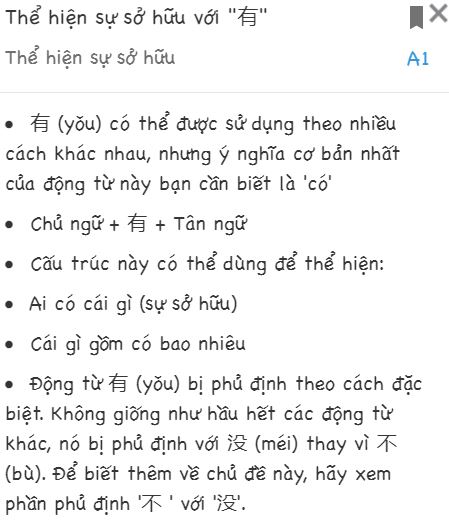 Thể hiện sự sở hữu với "有"
Thể hiện sự sở hữu
A1
• 有 (yǒu) có thể được sử dụng theo nhiều
cách khác nhau, nhưng ý nghĩa cơ bản nhất
của động từ này bạn cần biết là 'có'
• Chủ ngữ + 有 + Tân ngữ
• Cấu trúc này có thể dùng để thể hiện:
• Ai có cái gì (sự sở hữu)
• Cái gì gồm có bao nhiêu
• Động từ 有 (yǒu) bị phủ định theo cách đặc
biệt. Không giống như hầu hết các động từ
khác, nó bị phủ định với 没 (méi) thay vì 不
(bù). Để biết thêm về chủ đề này, hãy xem
phần phủ định '不 ' với '没'.